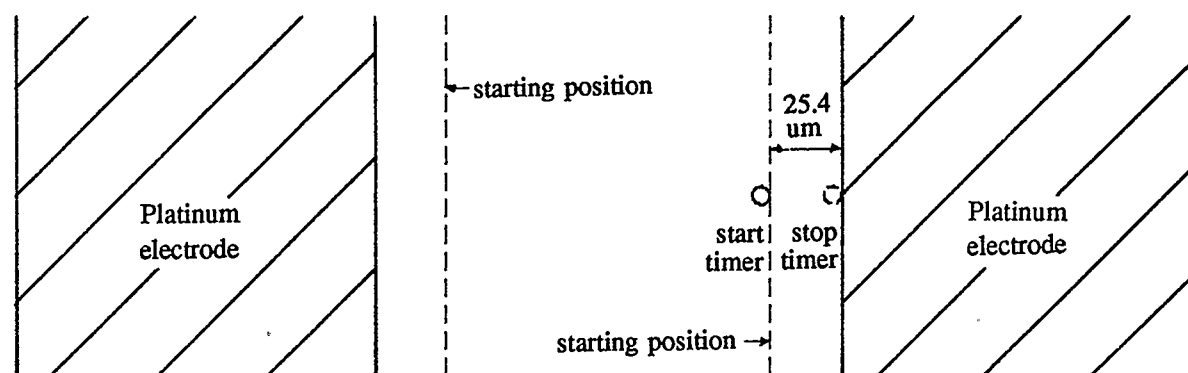 starting position
25.4
um
Platinum
electrode
start
timer
stop
timer
Platinum
electrode
starting position